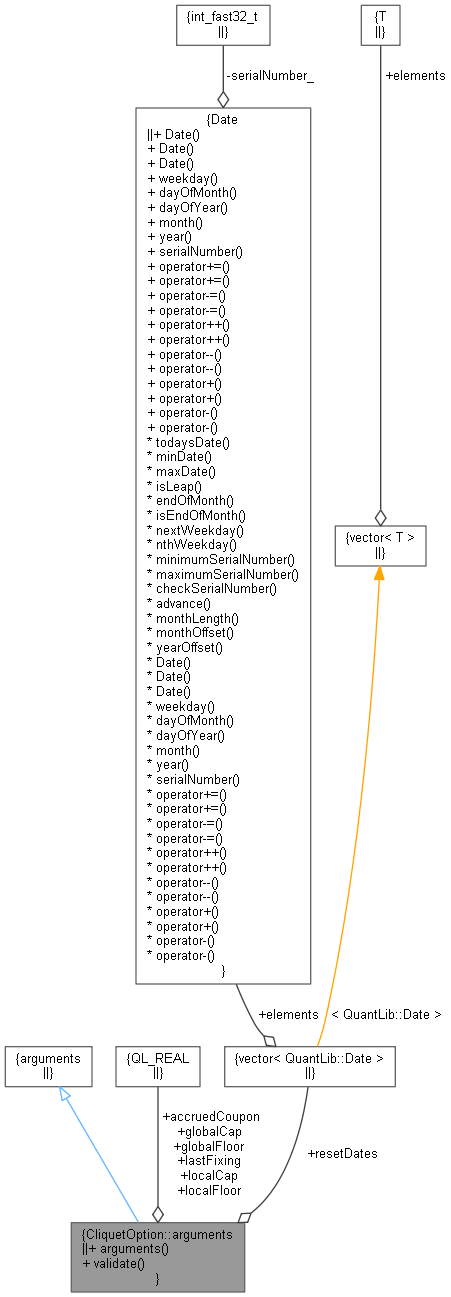 {int_fast32_t
||}
{T
||}
-serialNumber_
+elements
{Date
||+ Date()
+ Date()
+ Date()
+ weekday()
+ dayOfMonth()
+ dayOfYear()
+ month()
+ year()
+ serialNumber()
+ operator+=()
+ operator+=()
+ operator-=()
+ operator-=()
+ operator++()
+ operator++()
+ operator--()
+ operator--()
+ operator+()
+ operator+()
+ operator-()
+ operator-()
* todaysDate()
* minDate()
* maxDate()
* isLeap()
* endOfMonth()
* isEndOfMonth()
* nextWeekday()
* nthWeekday()
* minimumSerialNumber()
* maximumSerialNumber()
* checkSerialNumber()
* advance()
* monthLength()
* monthOffset()
* yearOffset()
* Date()
* Date()
* Date()
* weekday()
* dayOfMonth()
* dayOfYear()
* month()
* year()
* serialNumber()
* operator+=()
* operator+=()
* operator-=()
* operator-=()
* operator++()
* operator++()
* operator--()
* operator--()
* operator+()
* operator+()
* operator-()
* operator-()
}
{vector< T >
||}
+elements
< QuantLib::Date >
{arguments
||}
{QL_REAL
||}
{vector< QuantLib::Date >
||}
+accruedCoupon
+globalCap
+globalFloor
+lastFixing
+localCap
+localFloor
+resetDates
{CliquetOption::arguments
||+ arguments()
+ validate()
}